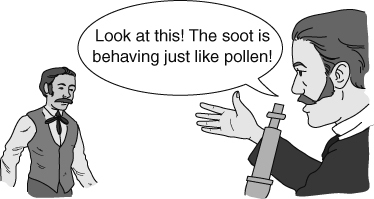 Look at this! The soot is
behaving just like pollen!